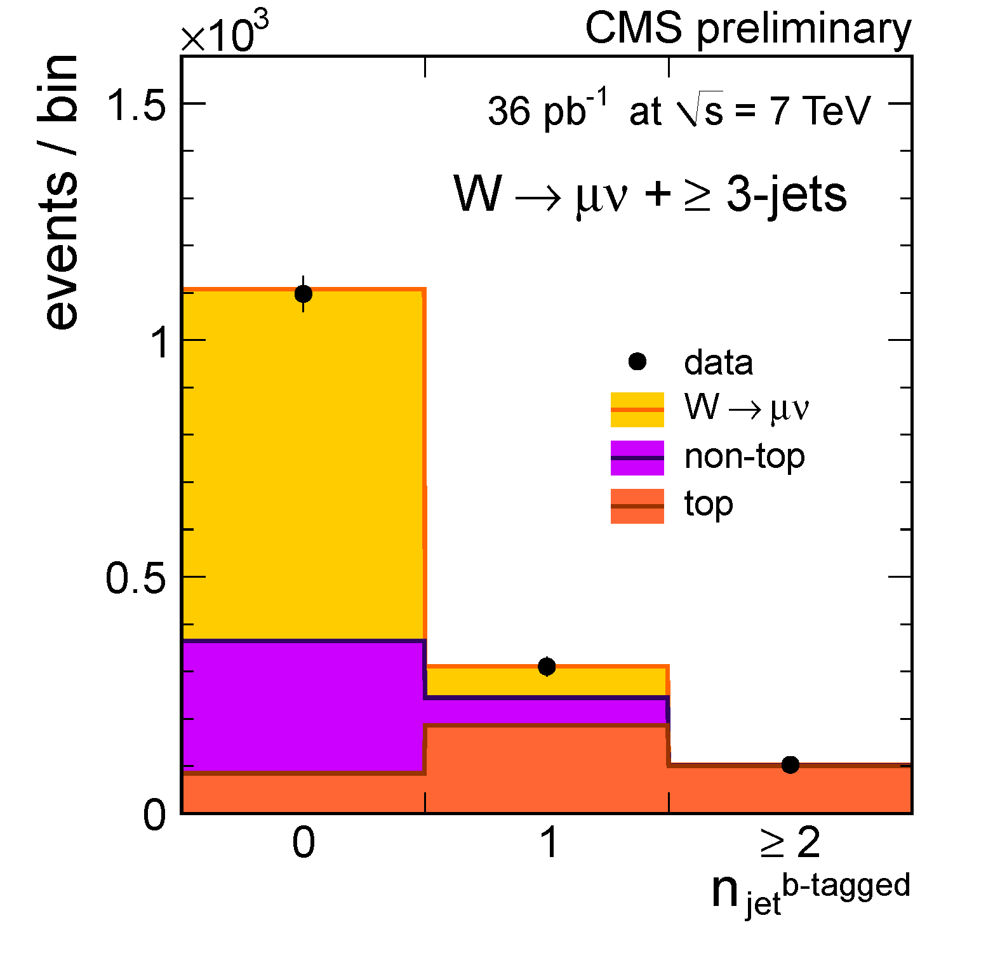 ×10³ CMS preliminary
events / bin
36 pb⁻¹ at √s = 7 TeV
W → μν + ≥ 3-jets
1.5
1
0.5
0
data
W → μν
non-top
top
0 1 ≥ 2
n_jet^b-tagged